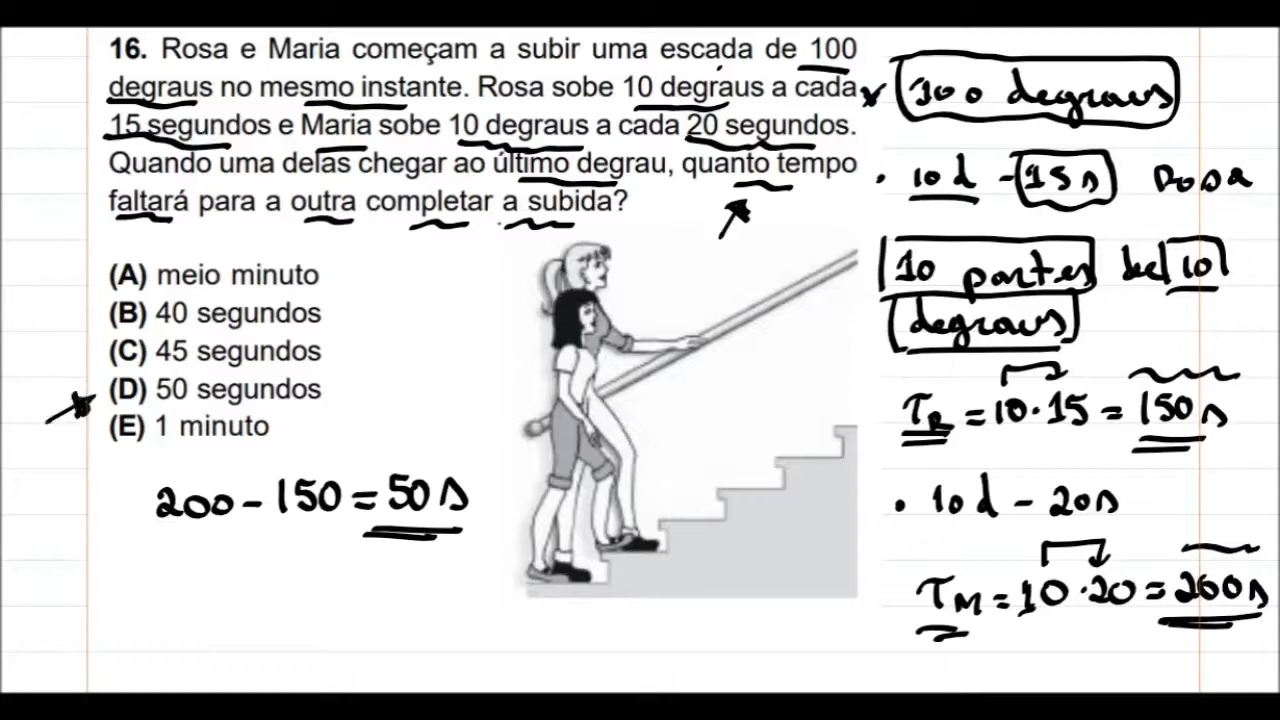 16. Rosa e Maria começam a subir uma escada de 100
degraus no mesmo instante. Rosa sobe 10 degraus a cada
15 segundos e Maria sobe 10 degraus a cada 20 segundos.
Quando uma delas chegar ao último degrau, quanto tempo
faltará para a outra completar a subida?
(A) meio minuto
(B) 40 segundos
(C) 45 segundos
(D) 50 segundos
(E) 1 minuto
200 - 150 = 50 s
100 degraus
• 10 d - 15 s Rosa
10 partes de 10
degraus
TR = 10 · 15 = 150 s
• 10 d - 20 s
TM = 10 · 20 = 200 s